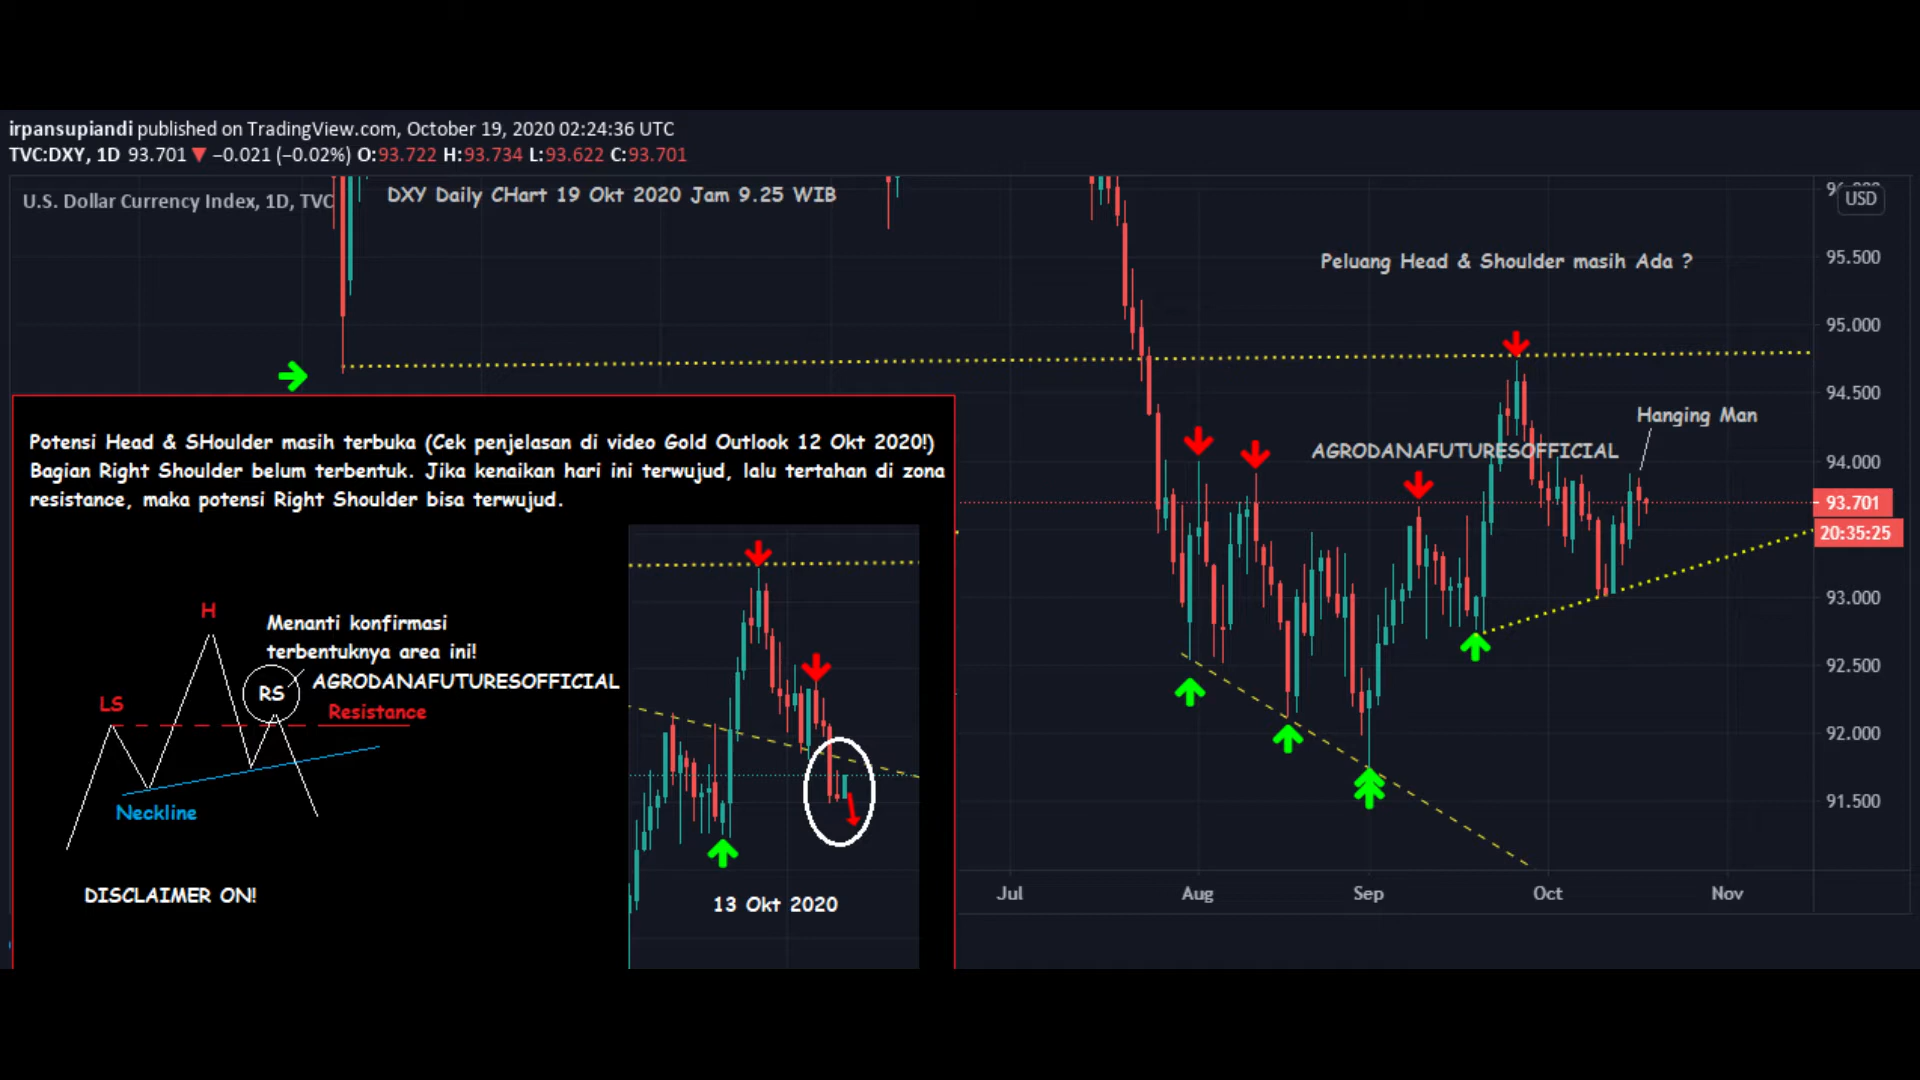 irpansupiandi published on TradingView.com, October 19, 2020 02:24:36 UTC
TVC:DXY, 1D 93.701 ▼ −0.021 (−0.02%) O:93.722 H:93.734 L:93.622 C:93.701
U.S. Dollar Currency Index, 1D, TVC
DXY Daily CHart 19 Okt 2020 Jam 9.25 WIB
USD
Peluang Head & Shoulder masih Ada ?
95.500
95.000
94.500
Hanging Man
AGRODANAFUTURESOFFICIAL
94.000
93.701
20:35:25
93.000
92.500
92.000
91.500
Jul Aug Sep Oct Nov
Potensi Head & SHoulder masih terbuka (Cek penjelasan di video Gold Outlook 12 Okt 2020!)
Bagian Right Shoulder belum terbentuk. Jika kenaikan hari ini terwujud, lalu tertahan di zona
resistance, maka potensi Right Shoulder bisa terwujud.
H
Menanti konfirmasi
terbentuknya area ini!
RS
AGRODANAFUTURESOFFICIAL
LS
Resistance
Neckline
DISCLAIMER ON!
13 Okt 2020